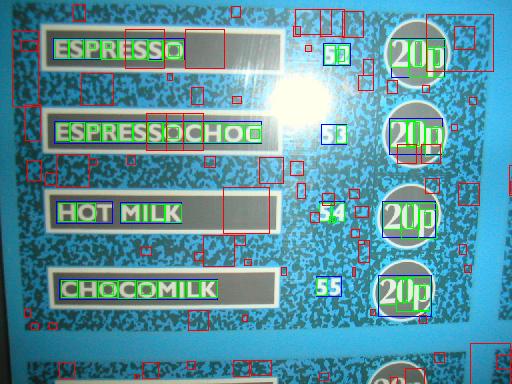 ESPRESSO 52 20p
ESPRESSOCHOC 53 20p
HOT MILK 54 20p
CHOCOMILK 55 20p